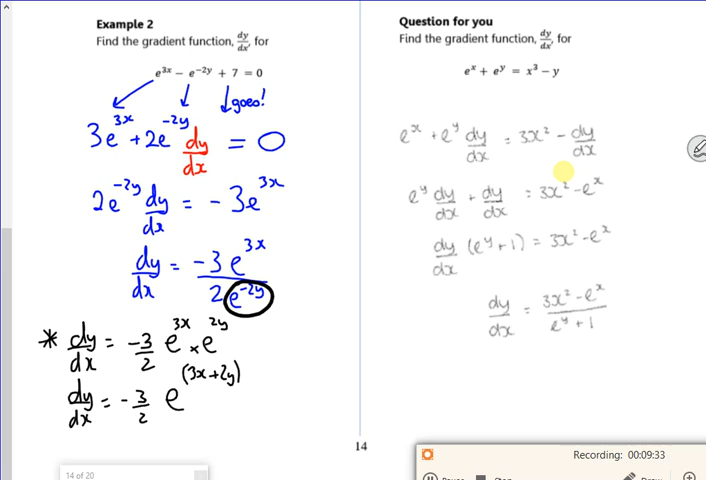 Example 2
Find the gradient function, dy/dx, for
e^{3x} − e^{−2y} + 7 = 0
goes!
3e^{3x} + 2e^{−2y} dy/dx = 0
2e^{−2y} dy/dx = −3e^{3x}
dy/dx = −3e^{3x} / 2e^{−2y}
* dy/dx = −3/2 e^{3x} × e^{2y}
dy/dx = −3/2 e^{(3x+2y)}
Question for you
Find the gradient function, dy/dx, for
e^x + e^y = x^3 − y
e^x + e^y dy/dx = 3x^2 − dy/dx
e^y dy/dx + dy/dx = 3x^2 − e^x
dy/dx (e^y + 1) = 3x^2 − e^x
dy/dx = (3x^2 − e^x) / (e^y + 1)
14
14 of 20
Recording: 00:09:33